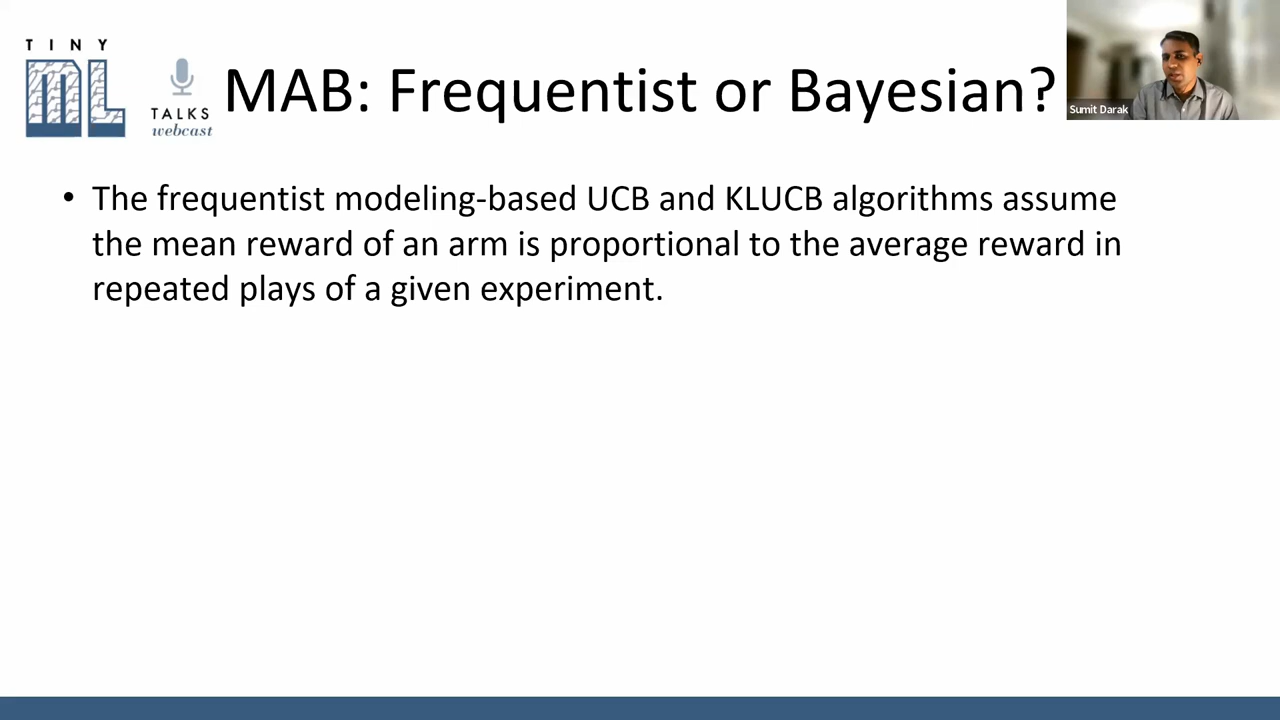 TINY
ML
TALKS
webcast
MAB: Frequentist or Bayesian?
Sumit Darak
• The frequentist modeling-based UCB and KLUCB algorithms assume
the mean reward of an arm is proportional to the average reward in
repeated plays of a given experiment.